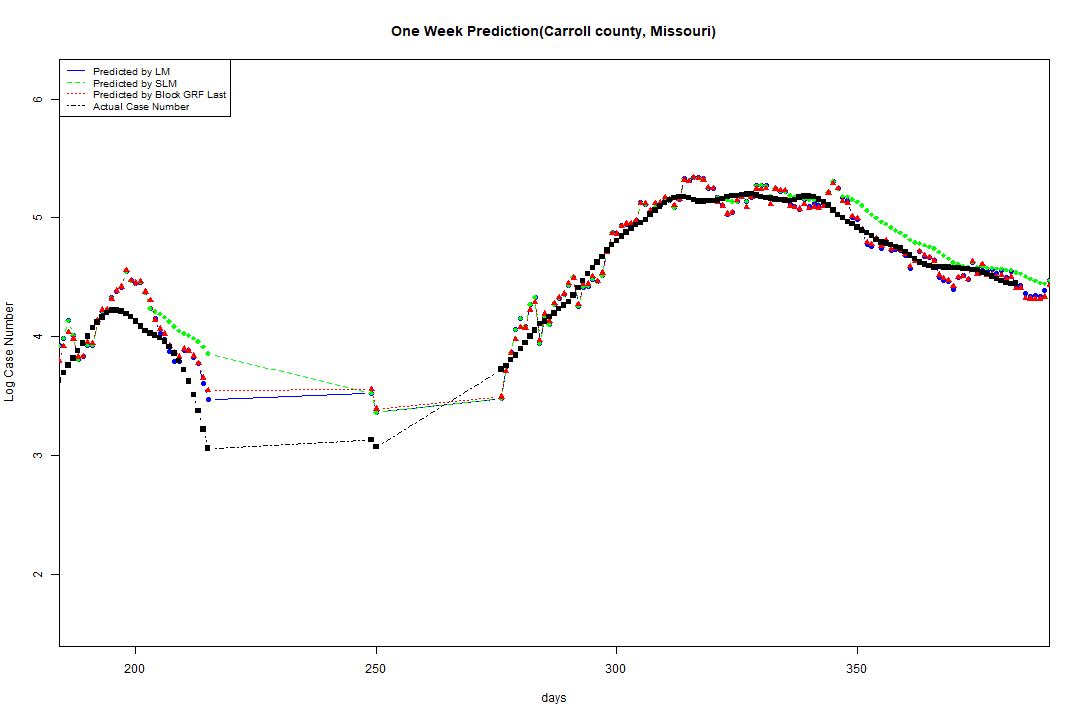 One Week Prediction(Carroll county, Missouri)
Predicted by LM
Predicted by SLM
Predicted by Block GRF Last
Actual Case Number
6
5
4
3
2
Log Case Number
200
250
300
350
days